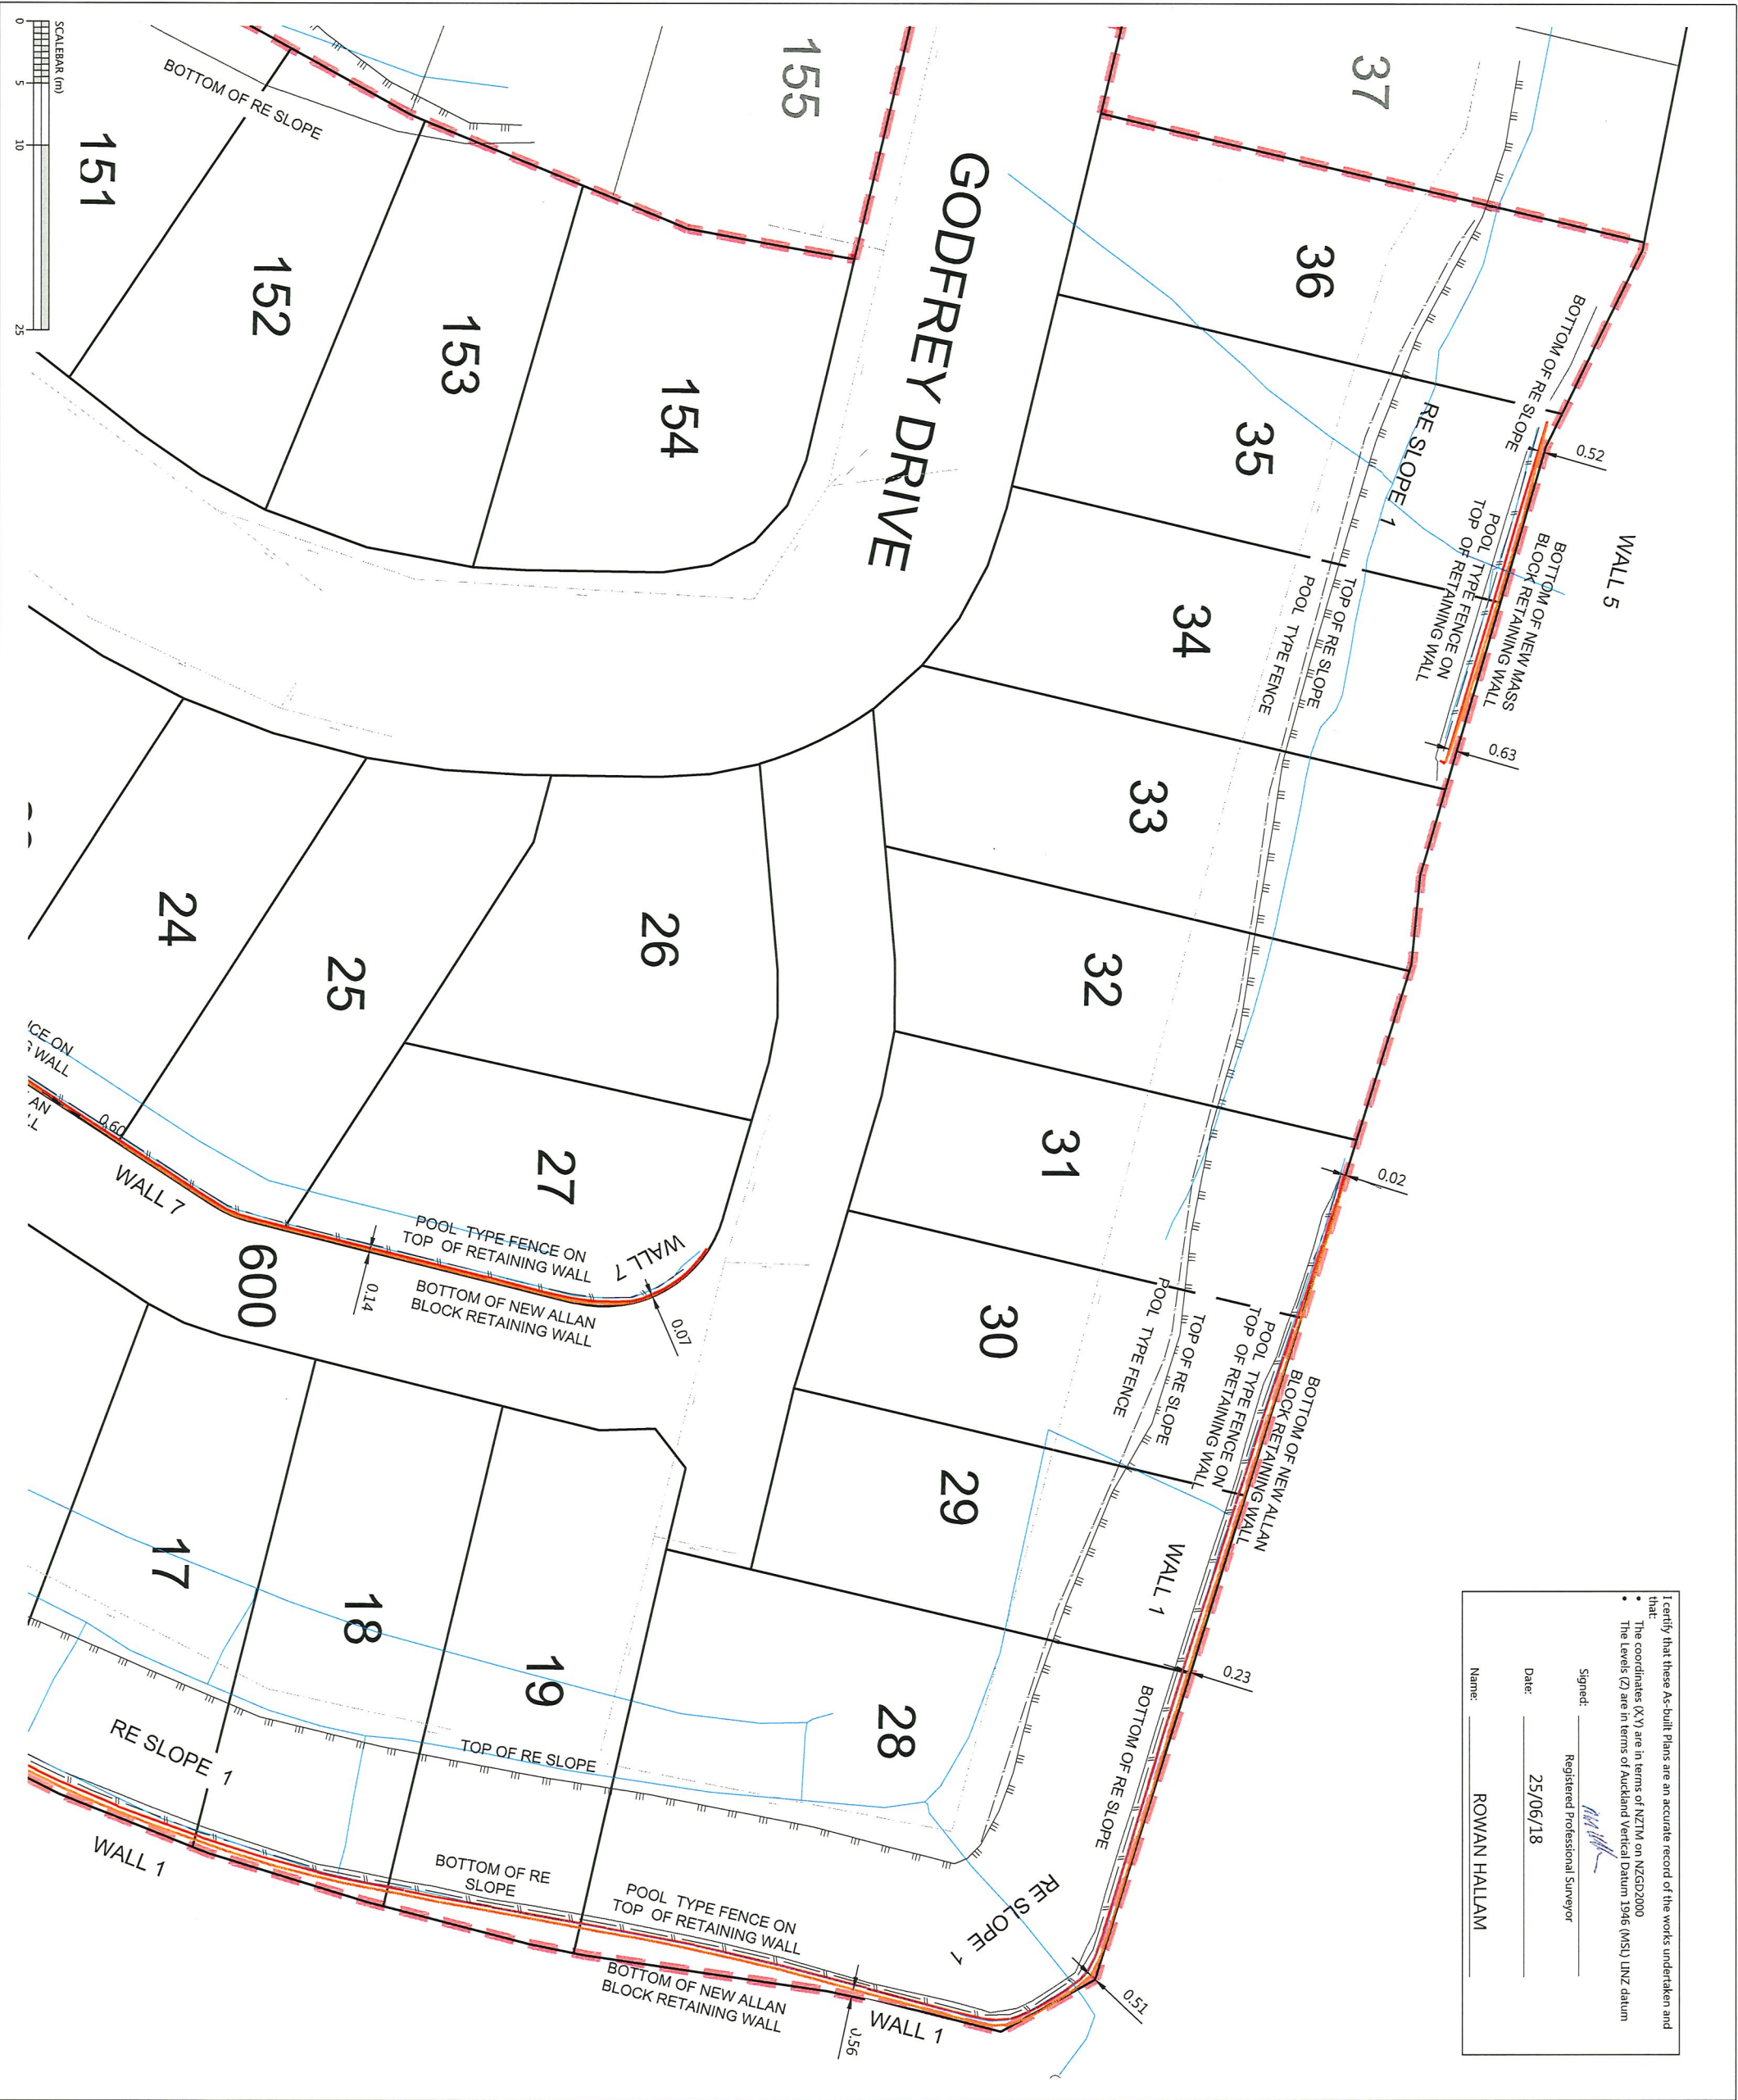 SCALEBAR (m)
0
5
10
25
BOTTOM OF RE SLOPE
151
152
153
154
155
GODFREY DRIVE
37
36
35
34
33
32
31
30
29
28
RE SLOPE 1
BOTTOM OF RE SLOPE
0.52
WALL 5
BOTTOM OF NEW MASS
BLOCK RETAINING WALL
POOL TYPE FENCE ON
TOP OF RETAINING WALL
0.63
TOP OF RE SLOPE
POOL TYPE FENCE
0.02
POOL TYPE FENCE
TOP OF RE SLOPE
POOL TYPE FENCE ON
TOP OF RETAINING WALL
BOTTOM OF NEW ALLAN
BLOCK RETAINING WALL
WALL 1
0.23
BOTTOM OF RE SLOPE
RE SLOPE 1
0.51
24
25
26
27
ICE ON
WALL
AN
0.60
WALL 7
600
0.14
POOL TYPE FENCE ON
TOP OF RETAINING WALL
BOTTOM OF NEW ALLAN
BLOCK RETAINING WALL
WALL 7
0.07
17
18
19
RE SLOPE 1
TOP OF RE SLOPE
WALL 1
BOTTOM OF RE
SLOPE
POOL TYPE FENCE ON
TOP OF RETAINING WALL
BOTTOM OF NEW ALLAN
BLOCK RETAINING WALL
0.56
WALL 1
I certify that these As-built Plans are an accurate record of the works undertaken and
that:
• The coordinates (X,Y) are in terms of NZTM on NZGD2000
• The Levels (Z) are in terms of Auckland Vertical Datum 1946 (MSL) LINZ datum
Signed:
Registered Professional Surveyor
Date: 25/06/18
Name: ROWAN HALLAM